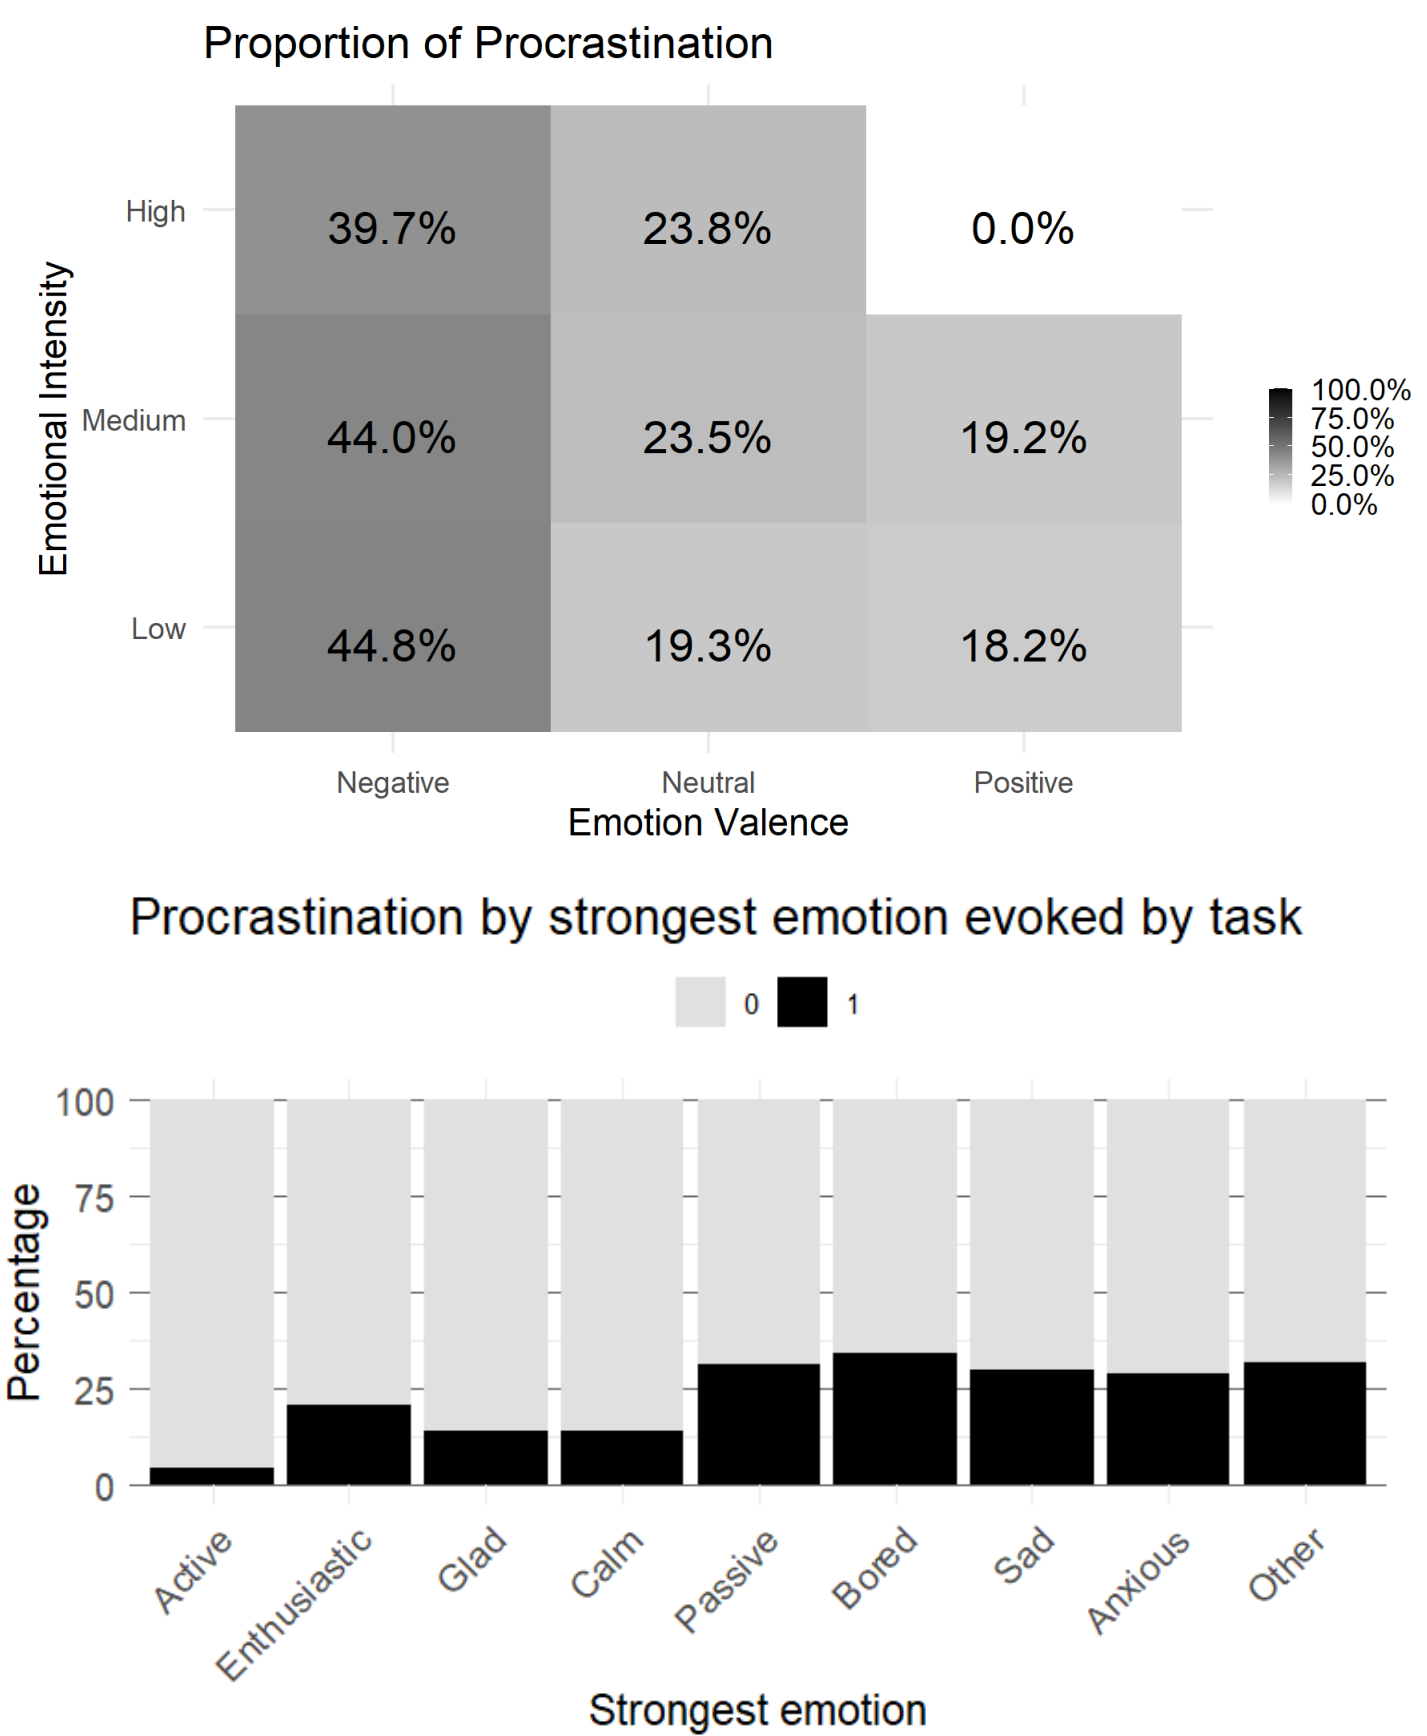 Proportion of Procrastination
Emotional Intensity
High
39.7%
23.8%
0.0%
Medium
44.0%
23.5%
19.2%
Low
44.8%
19.3%
18.2%
Negative
Neutral
Positive
Emotion Valence
100.0%
75.0%
50.0%
25.0%
0.0%
Procrastination by strongest emotion evoked by task
0
1
Percentage
100
75
50
25
0
Active
Enthusiastic
Glad
Calm
Passive
Bored
Sad
Anxious
Other
Strongest emotion